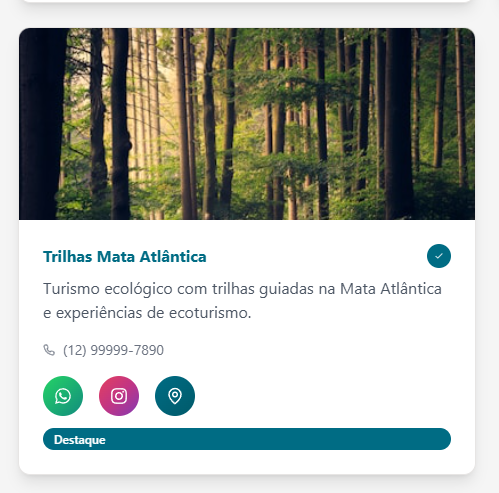 Trilhas Mata Atlântica
Turismo ecológico com trilhas guiadas na Mata Atlântica
e experiências de ecoturismo.
(12) 99999-7890
Destaque